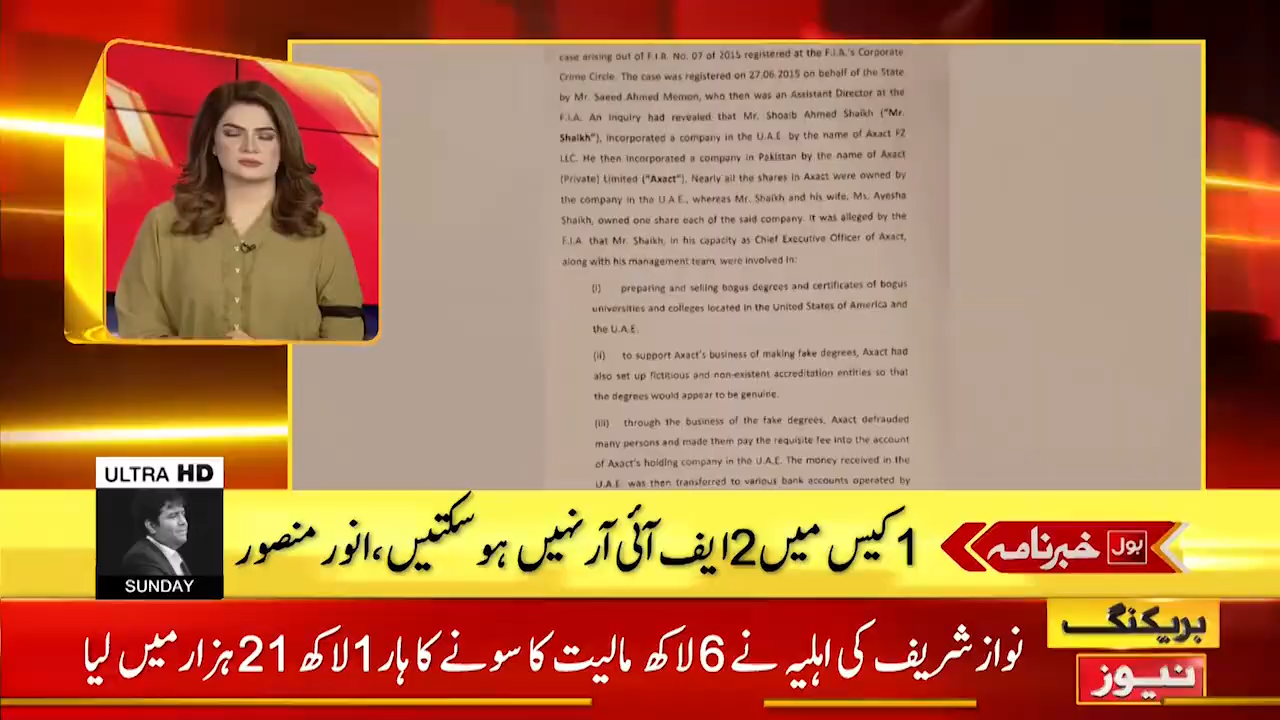 case arising out of F.I.R. No. 07 of 2015 registered at the F.I.A.'s Corporate
Crime Circle. The case was registered on 27.06.2015 on behalf of the State
by Mr. Saeed Ahmed Memon, who then was an Assistant Director at the
F.I.A. An inquiry had revealed that Mr. Shoaib Ahmed Shaikh ("Mr.
Shaikh"), incorporated a company in the U.A.E by the name of Axact FZ
LLC. He then incorporated a company in Pakistan by the name of Axact
(Private) Limited ("Axact"). Nearly all the shares in Axact were owned by
the company in the U.A.E., whereas Mr. Shaikh and his wife, Ms. Ayesha
Shaikh, owned one share each of the said company. It was alleged by the
F.I.A. that Mr. Shaikh, in his capacity as Chief Executive Officer of Axact,
along with his management team, were involved in:
(i) preparing and selling bogus degrees and certificates of bogus
universities and colleges located in the United States of America and
the U.A.E.
(ii) to support Axact's business of making fake degrees, Axact had
also set up fictitious and non-existent accreditation entities so that
the degrees would appear to be genuine.
(iii) through the business of the fake degrees, Axact defrauded
many persons and made them pay the requisite fee into the account
of Axact's holding company in the U.A.E. The money received in the
U.A.E. was then transferred to various bank accounts operated by
ULTRA HD
SUNDAY
بول خبرنامہ
1 کیس میں 2 ایف آئی آر نہیں ہوسکتیں، انور منصور
بریکنگ
نیوز
نواز شریف کی اہلیہ نے 6 لاکھ مالیت کا سونے کا ہار 1 لاکھ 21 ہزار میں لیا